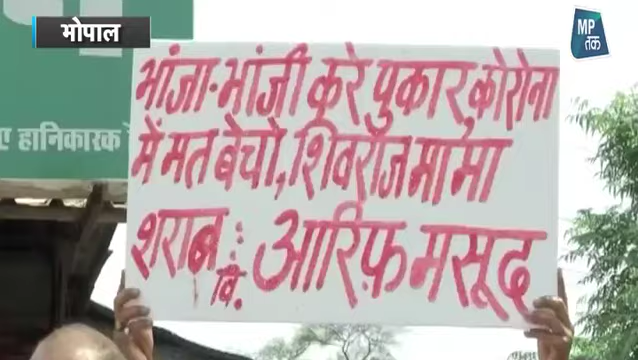 भोपाल
MP
तक
ए हानिकारक है
भांजा-भांजी करे पुकार, कोरोना
में मत बेचो, शिवराज मामा
शराब : आरिफ़ मसूद
वि.